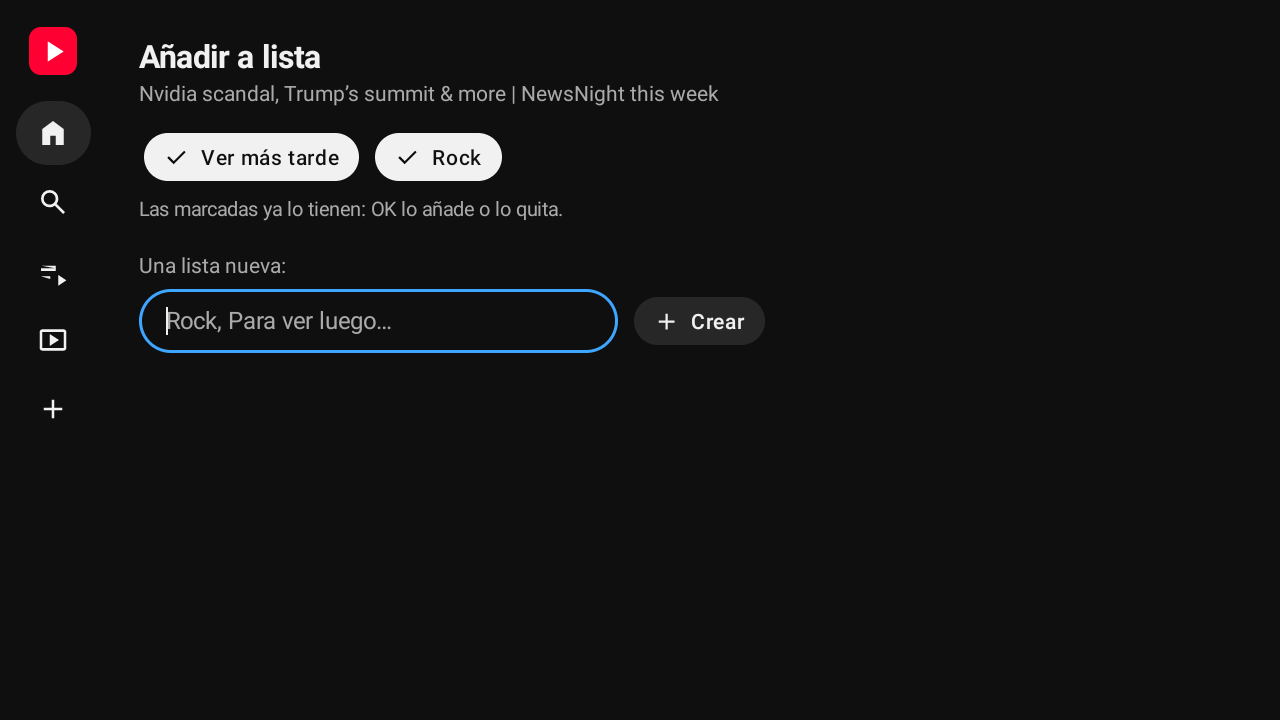 Añadir a lista
Nvidia scandal, Trump’s summit & more | NewsNight this week
Ver más tarde
Rock
Las marcadas ya lo tienen: OK lo añade o lo quita.
Una lista nueva:
Rock, Para ver luego…
Crear